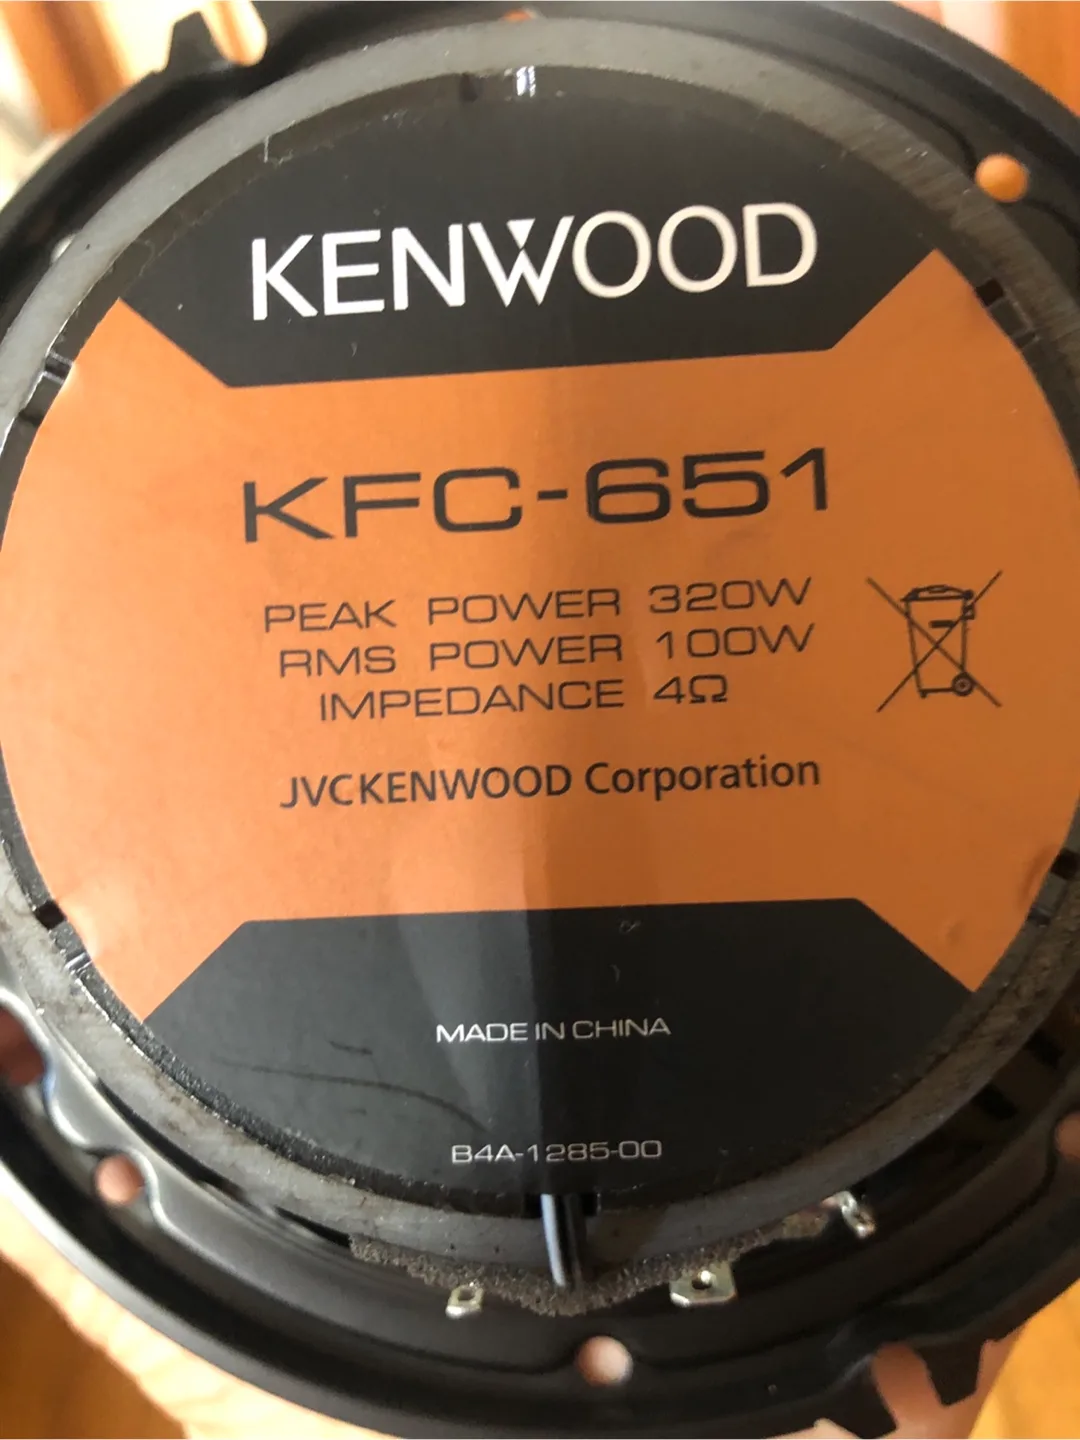 KENWOOD
KFC-651
PEAK POWER 320W
RMS POWER 100W
IMPEDANCE 4Ω
JVCKENWOOD Corporation
MADE IN CHINA
B4A-1285-00